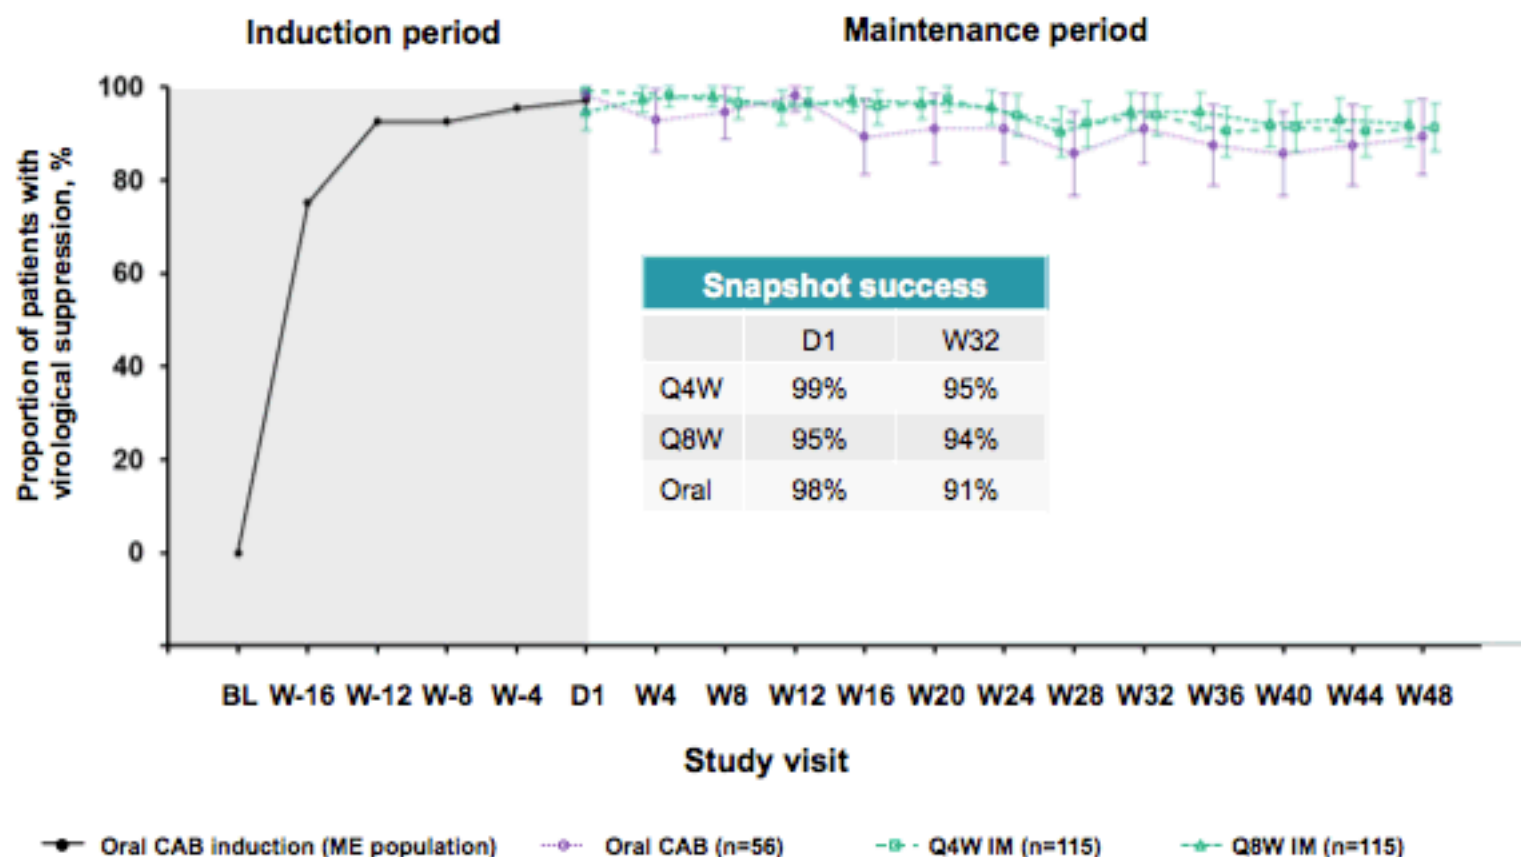 Induction period
Maintenance period
Proportion of patients with
virological suppression, %
100
80
60
40
20
0
Snapshot success
D1 W32
Q4W 99% 95%
Q8W 95% 94%
Oral 98% 91%
BL W-16 W-12 W-8 W-4 D1 W4 W8 W12 W16 W20 W24 W28 W32 W36 W40 W44 W48
Study visit
Oral CAB induction (ME population) Oral CAB (n=56) Q4W IM (n=115) Q8W IM (n=115)